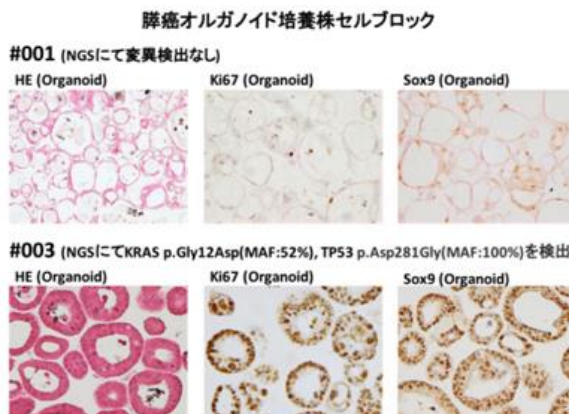 膵癌オルガノイド培養株セルブロック
#001 (NGSにて変異検出なし)
HE (Organoid) Ki67 (Organoid) Sox9 (Organoid)
#003 (NGSにてKRAS p.Gly12Asp(MAF:52%), TP53 p.Asp281Gly(MAF:100%)を検出
HE (Organoid) Ki67 (Organoid) Sox9 (Organoid)